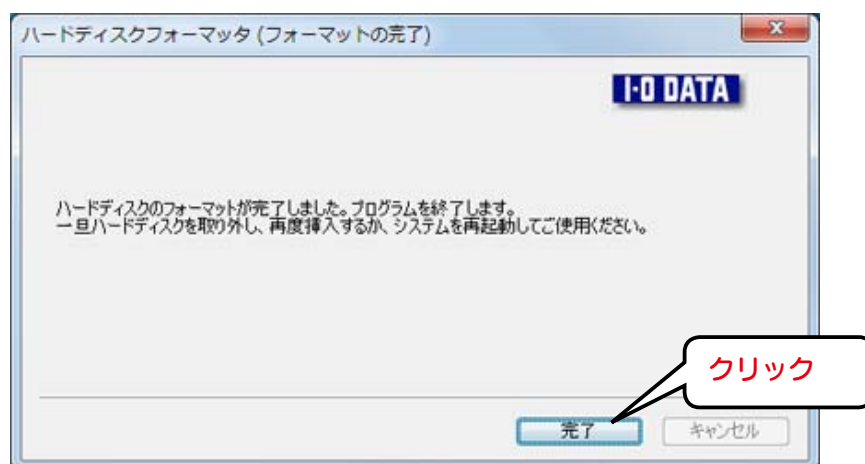 ハードディスクフォーマッタ (フォーマットの完了)
I-O DATA
ハードディスクのフォーマットが完了しました。プログラムを終了します。
一旦ハードディスクを取り外し、再度挿入するか、システムを再起動してご使用ください。
クリック
完了
キャンセル